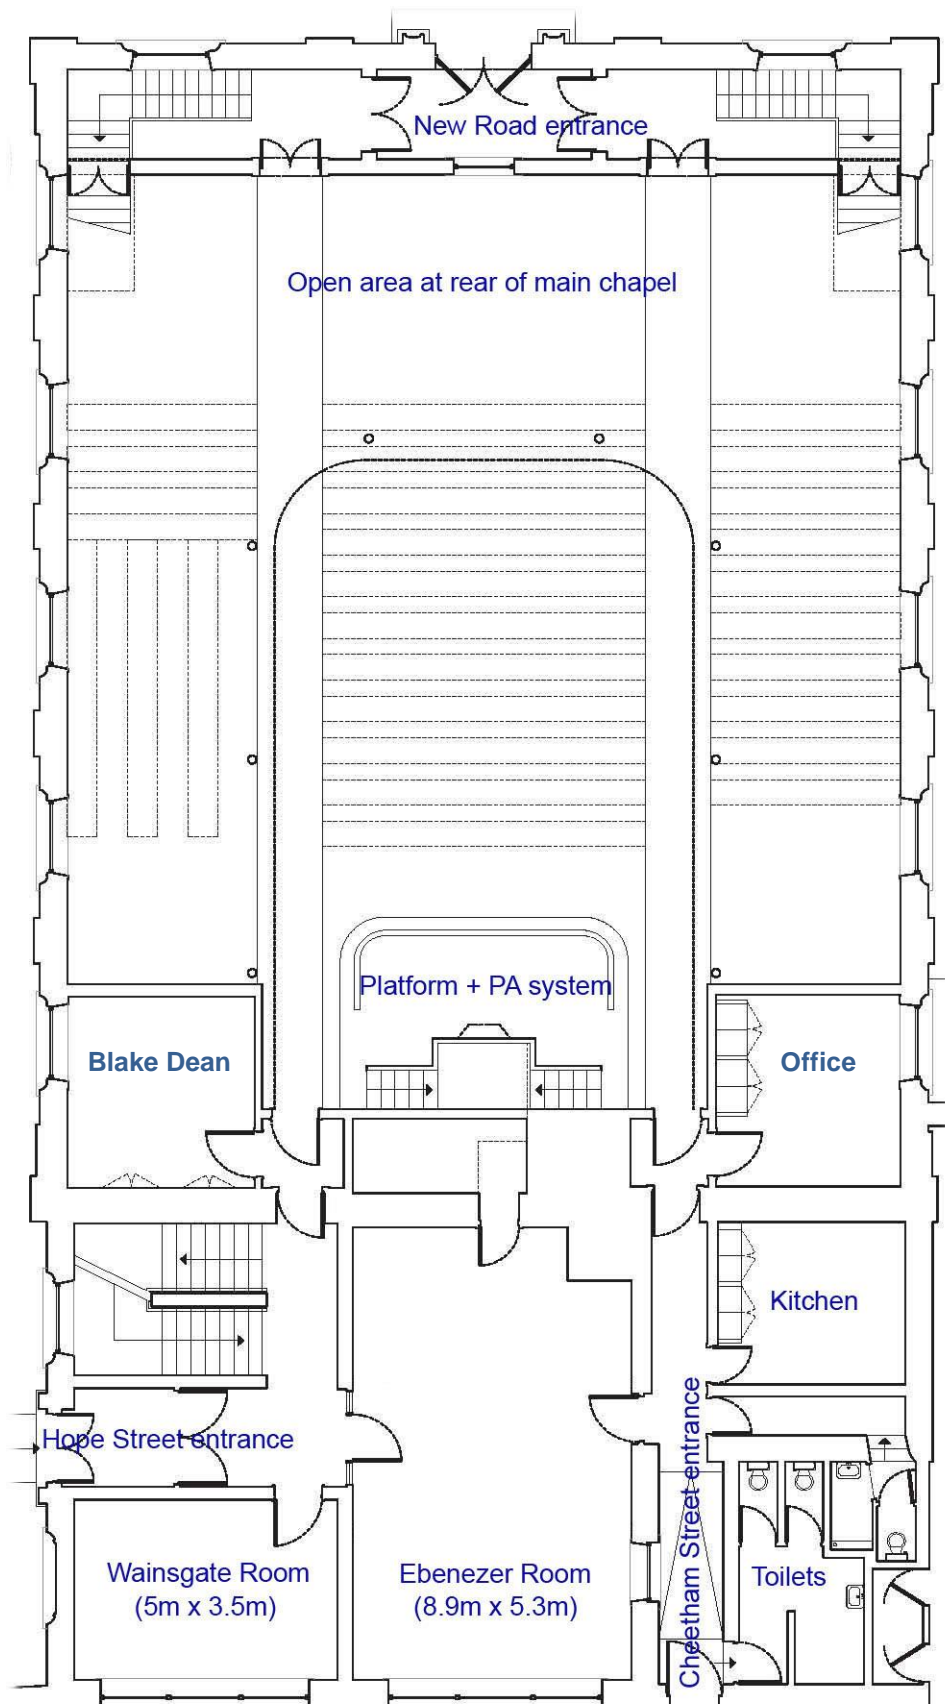 New Road entrance
Open area at rear of main chapel
Platform + PA system
Blake Dean
Office
Kitchen
Hope Street entrance
Cheetham Street entrance
Wainsgate Room
(5m x 3.5m)
Ebenezer Room
(8.9m x 5.3m)
Toilets